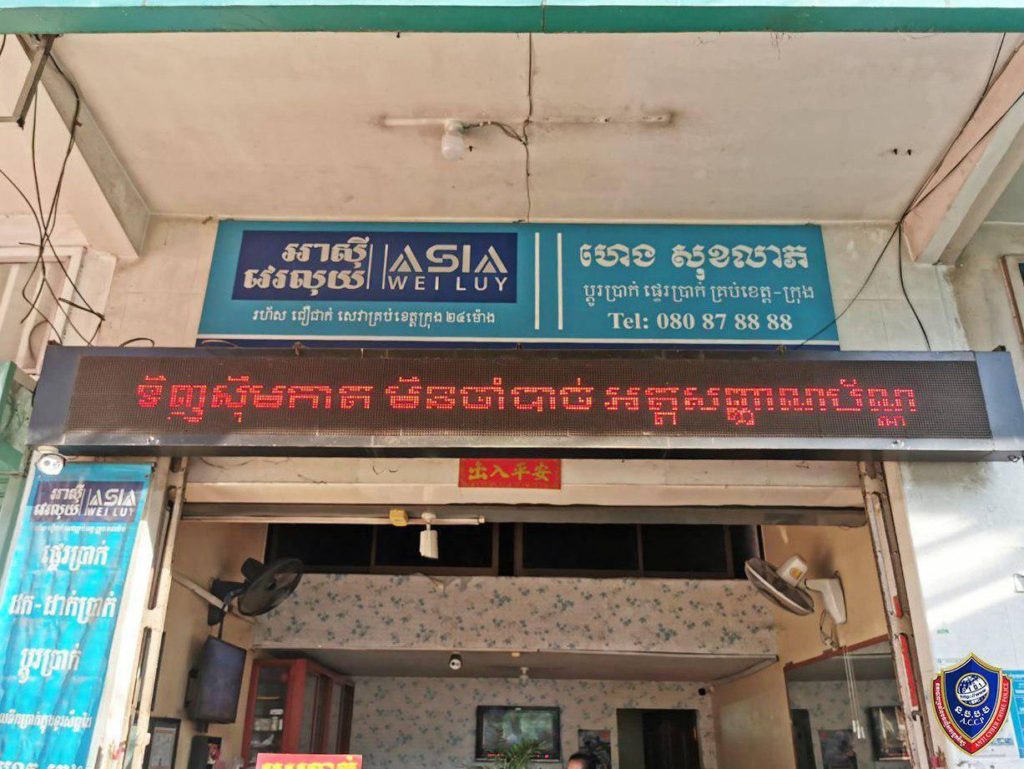 អាស៊ី
វេរលុយ
ASIA
WEI LUY
រហ័ស ជឿជាក់ សេវាគ្រប់ខេត្តក្រុង ២៤ម៉ោង
ហេង សុខលាភ
ប្តូរប្រាក់ ផ្ទេរប្រាក់ គ្រប់ខេត្ត-ក្រុង
Tel: 080 87 88 88
ទិញស៊ីមកាត មិនចាំបាច់ អត្តសញ្ញាណប័ណ្ណ
出入平安
អាស៊ី
វេរលុយ
ASIA
WEI LUY
ផ្ទេរប្រាក់
ដក-ដាក់ប្រាក់
ប្តូរប្រាក់
A.C.C.P
ANTI CYBER CRIME POLICE